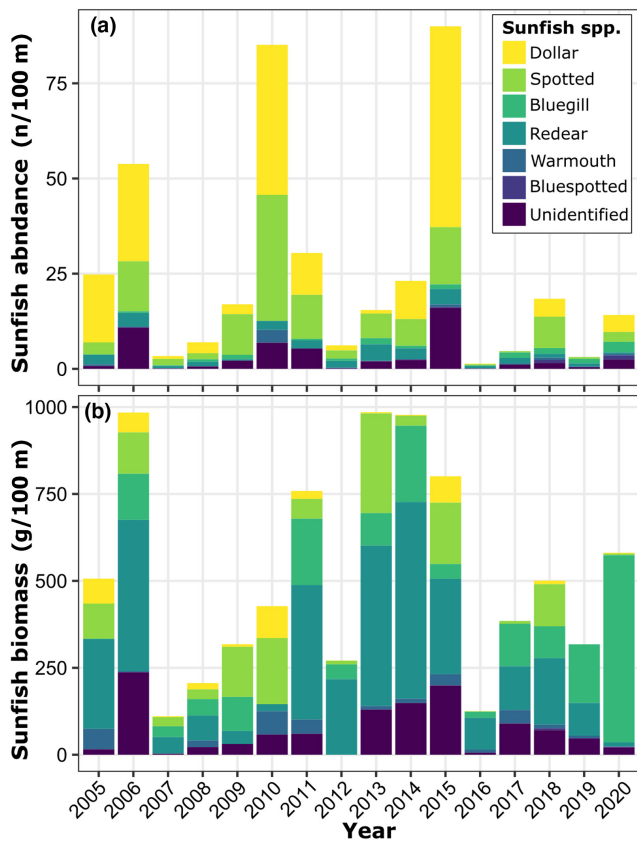 (a)
Sunfish spp.
Dollar
Spotted
Bluegill
Redear
Warmouth
Bluespotted
Unidentified
Sunfish abndance (n/100 m)
75
50
25
0
(b)
Sunfish biomass (g/100 m)
1000
750
500
250
0
2005 2006 2007 2008 2009 2010 2011 2012 2013 2014 2015 2016 2017 2018 2019 2020
Year